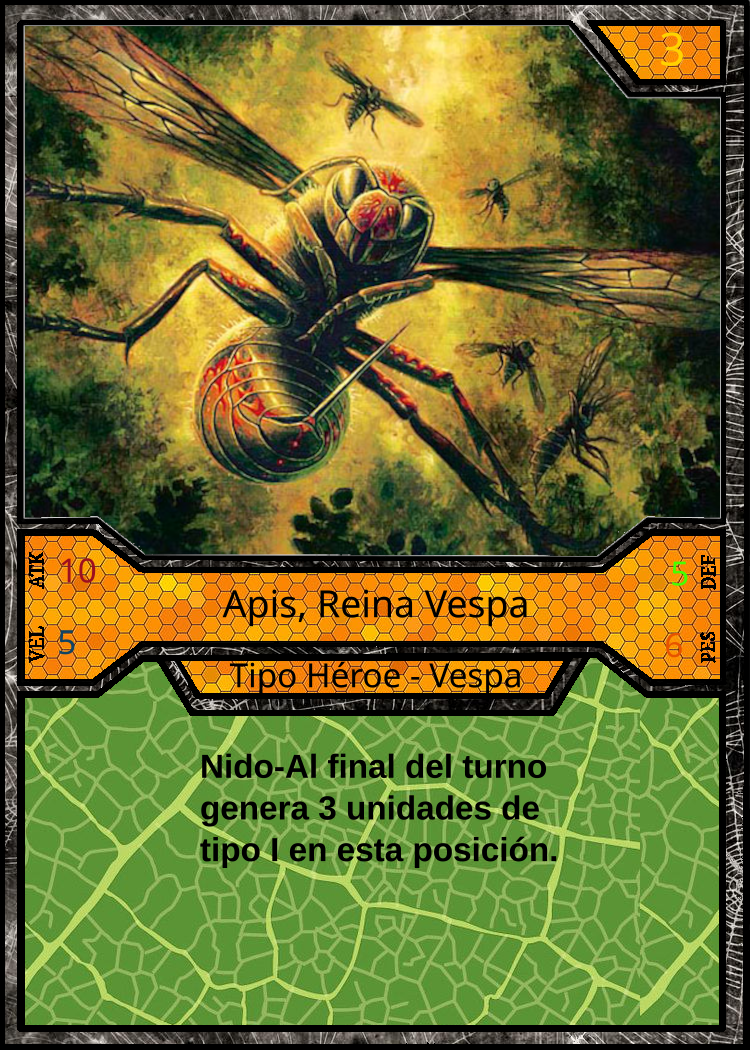 3
ATK 10
5 DEF
Apis, Reina Vespa
VEL 5
6 PES
Tipo Héroe - Vespa
Nido-Al final del turno
genera 3 unidades de
tipo I en esta posición.